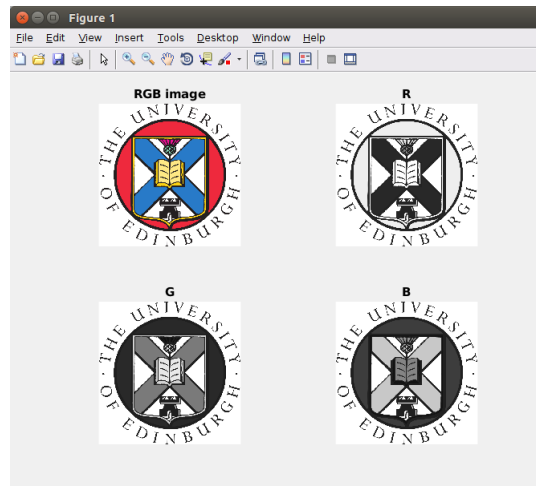 Figure 1
File Edit View Insert Tools Desktop Window Help
RGB image
R
THE UNIVERSITY
OF EDINBURGH
THE UNIVERSITY
OF EDINBURGH
G
B
THE UNIVERSITY
OF EDINBURGH
THE UNIVERSITY
OF EDINBURGH